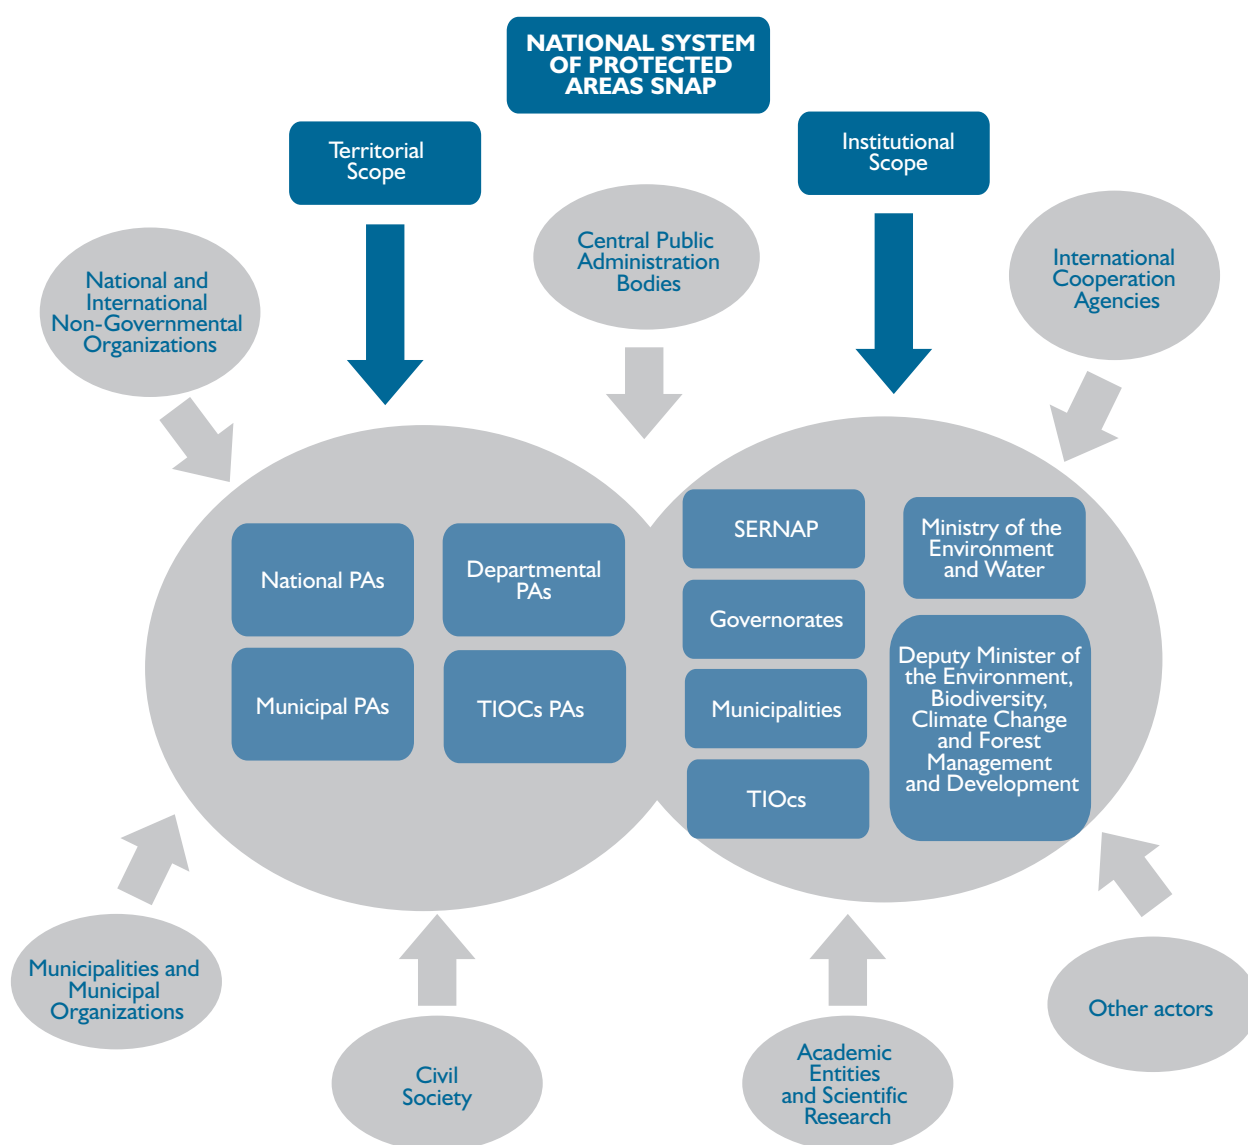 NATIONAL SYSTEM
OF PROTECTED
AREAS SNAP
Territorial
Scope
Institutional
Scope
Central Public
Administration
Bodies
National and
International
Non-Governmental
Organizations
International
Cooperation
Agencies
National PAs
Departmental
PAs
Municipal PAs
TIOCs PAs
SERNAP
Governorates
Municipalities
TIOcs
Ministry of the
Environment
and Water
Deputy Minister of
the Environment,
Biodiversity,
Climate Change
and Forest
Management
and Development
Municipalities and
Municipal
Organizations
Civil
Society
Academic
Entities
and Scientific
Research
Other actors